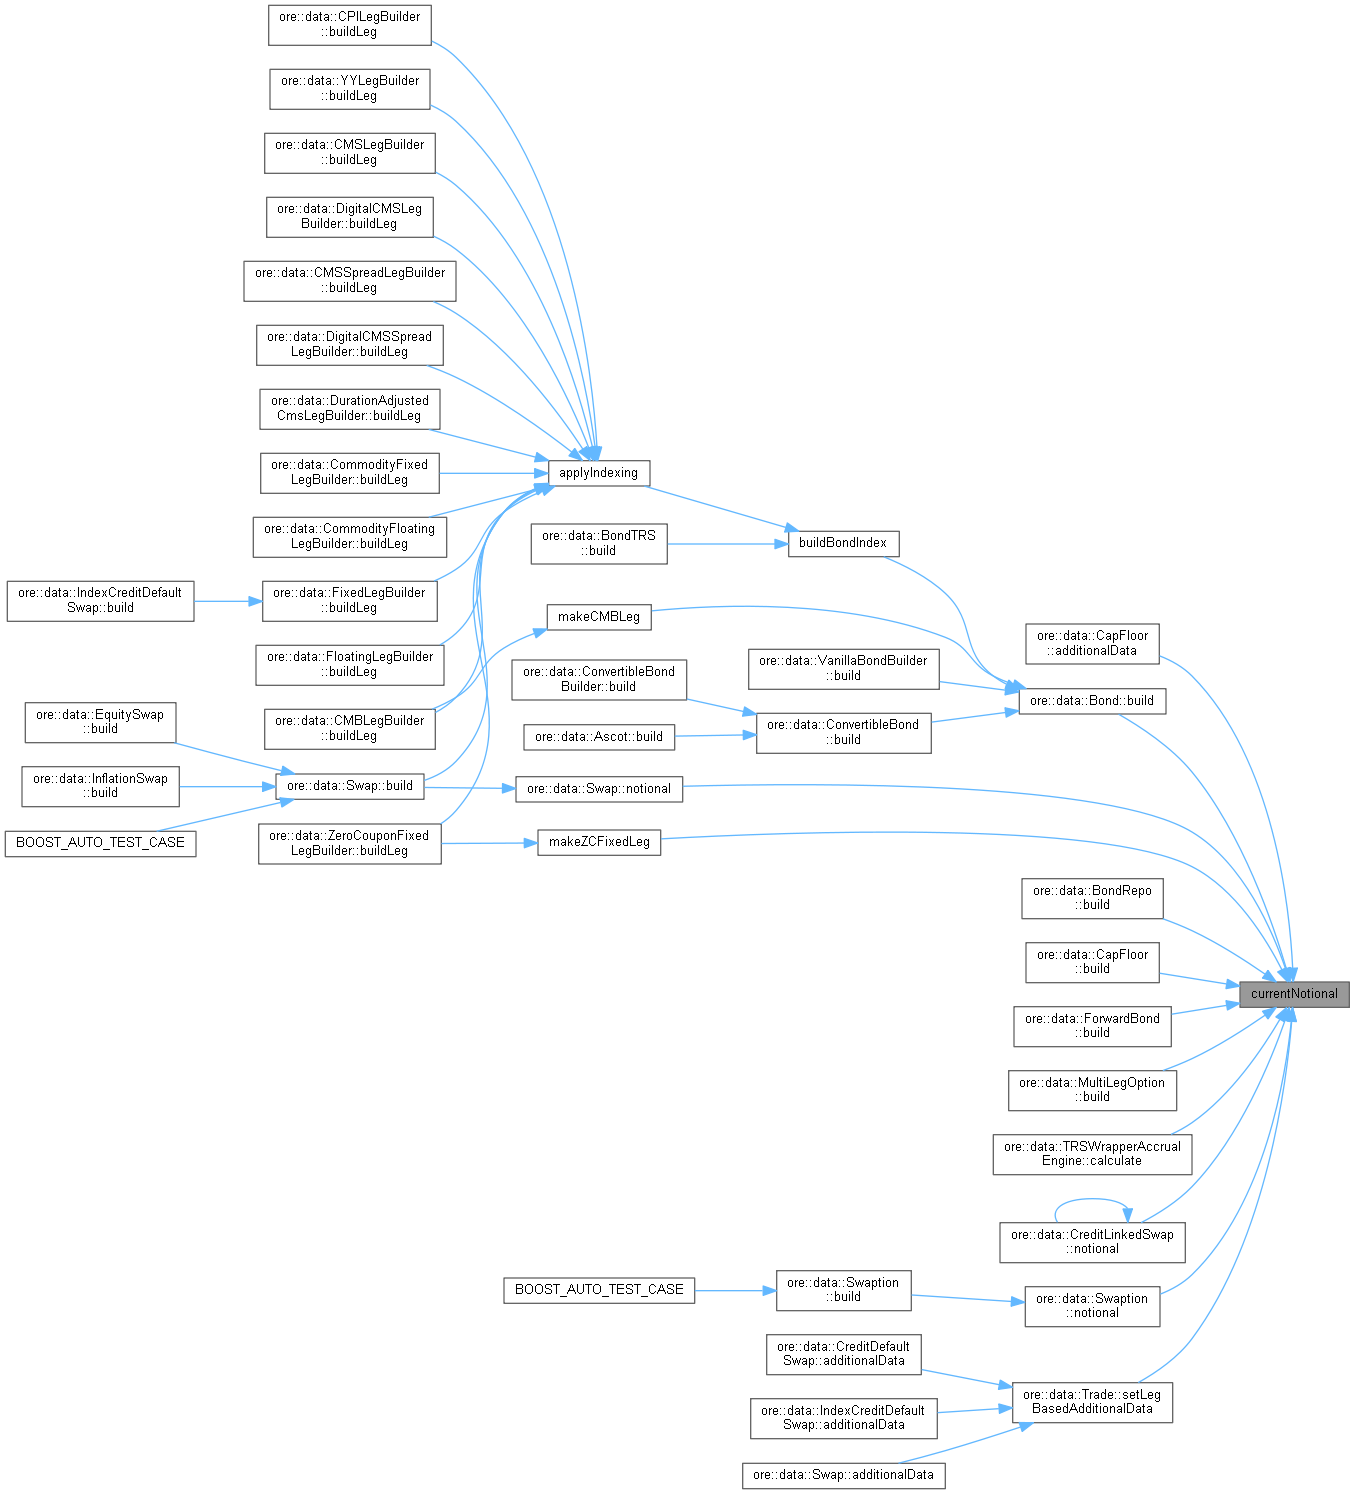 ore::data::CPILegBuilder
::buildLeg
ore::data::YYLegBuilder
::buildLeg
ore::data::CMSLegBuilder
::buildLeg
ore::data::DigitalCMSLeg
Builder::buildLeg
ore::data::CMSSpreadLegBuilder
::buildLeg
ore::data::DigitalCMSSpread
LegBuilder::buildLeg
ore::data::DurationAdjusted
CmsLegBuilder::buildLeg
ore::data::CommodityFixed
LegBuilder::buildLeg
applyIndexing
ore::data::CommodityFloating
LegBuilder::buildLeg
ore::data::BondTRS
::build
buildBondIndex
ore::data::IndexCreditDefault
Swap::build
ore::data::FixedLegBuilder
::buildLeg
makeCMBLeg
ore::data::FloatingLegBuilder
::buildLeg
ore::data::ConvertibleBond
Builder::build
ore::data::VanillaBondBuilder
::build
ore::data::CapFloor
::additionalData
ore::data::Bond::build
ore::data::EquitySwap
::build
ore::data::CMBLegBuilder
::buildLeg
ore::data::Ascot::build
ore::data::ConvertibleBond
::build
ore::data::InflationSwap
::build
ore::data::Swap::build
ore::data::Swap::notional
BOOST_AUTO_TEST_CASE
ore::data::ZeroCouponFixed
LegBuilder::buildLeg
makeZCFixedLeg
ore::data::BondRepo
::build
ore::data::CapFloor
::build
currentNotional
ore::data::ForwardBond
::build
ore::data::MultiLegOption
::build
ore::data::TRSWrapperAccrual
Engine::calculate
ore::data::CreditLinkedSwap
::notional
BOOST_AUTO_TEST_CASE
ore::data::Swaption
::build
ore::data::Swaption
::notional
ore::data::CreditDefault
Swap::additionalData
ore::data::IndexCreditDefault
Swap::additionalData
ore::data::Trade::setLeg
BasedAdditionalData
ore::data::Swap::additionalData